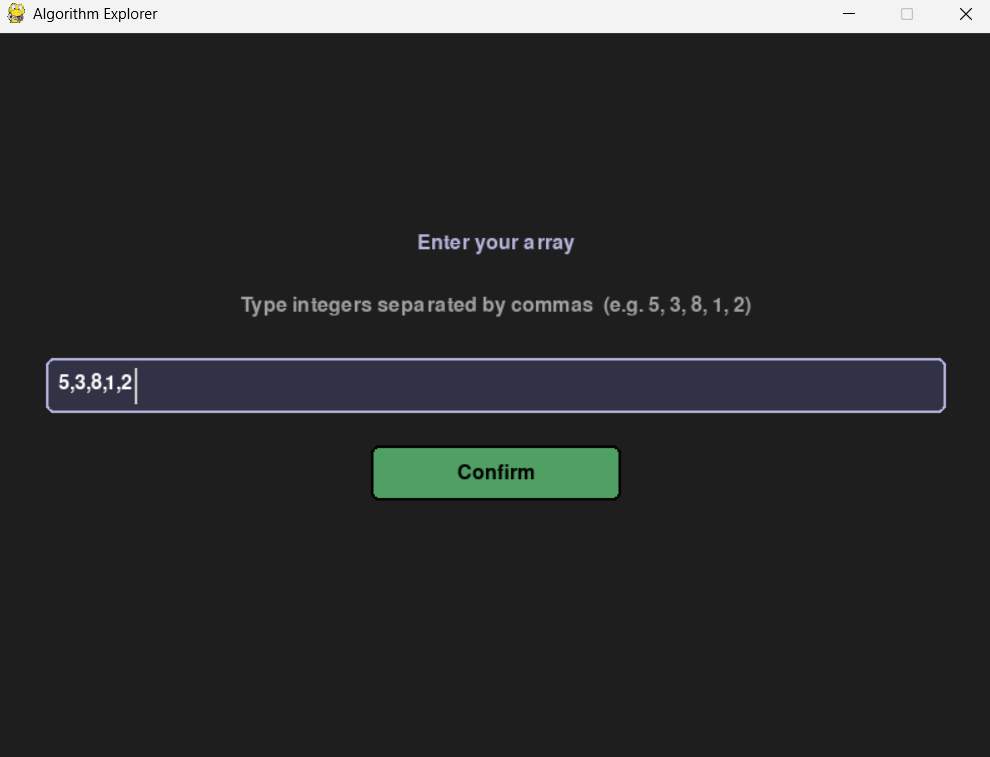 Algorithm Explorer
Enter your array
Type integers separated by commas (e.g. 5, 3, 8, 1, 2)
5,3,8,1,2
Confirm